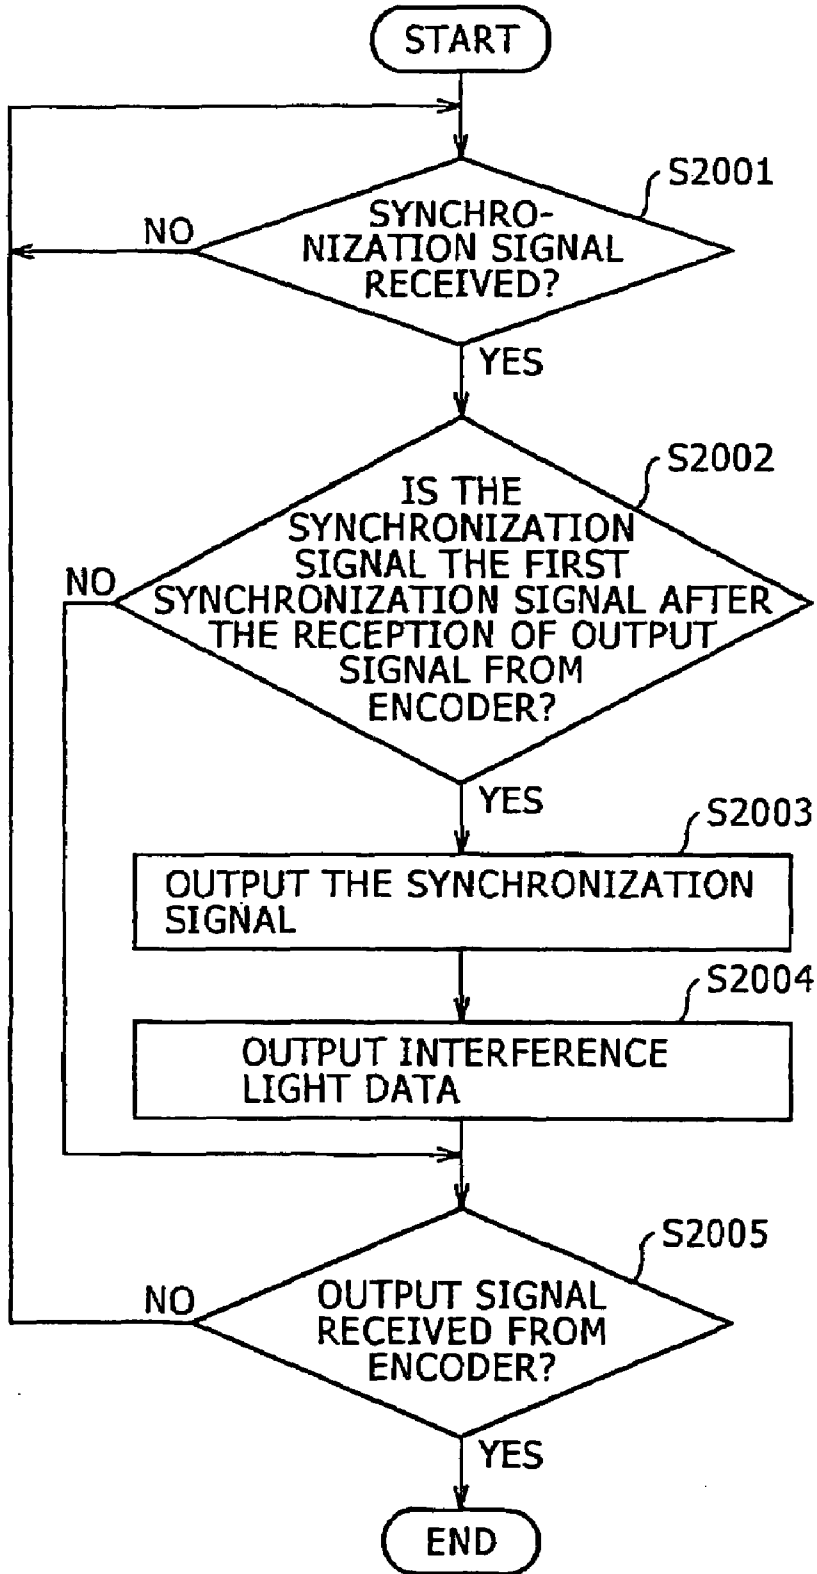 START
S2001
SYNCHRO-
NIZATION SIGNAL
RECEIVED?
NO
YES
S2002
IS THE
SYNCHRONIZATION
SIGNAL THE FIRST
SYNCHRONIZATION SIGNAL AFTER
THE RECEPTION OF OUTPUT
SIGNAL FROM
ENCODER?
NO
YES
S2003
OUTPUT THE SYNCHRONIZATION
SIGNAL
S2004
OUTPUT INTERFERENCE
LIGHT DATA
S2005
OUTPUT SIGNAL
RECEIVED FROM
ENCODER?
NO
YES
END